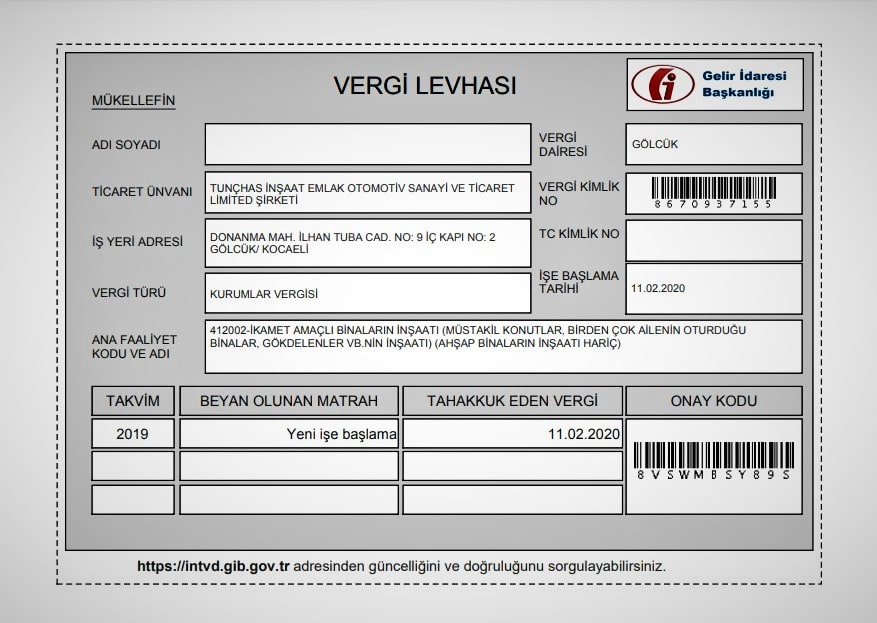 VERGİ LEVHASI
Gelir İdaresi
Başkanlığı
MÜKELLEFİN
ADI SOYADI
VERGİ
DAİRESİ
GÖLCÜK
TİCARET ÜNVANI
TUNÇHAS İNŞAAT EMLAK OTOMOTİV SANAYİ VE TİCARET
LİMİTED ŞİRKETİ
VERGİ KİMLİK
NO
8670937155
İŞ YERİ ADRESİ
DONANMA MAH. İLHAN TUBA CAD. NO: 9 İÇ KAPI NO: 2
GÖLCÜK/ KOCAELİ
TC KİMLİK NO
VERGİ TÜRÜ
KURUMLAR VERGİSİ
İŞE BAŞLAMA
TARİHİ
11.02.2020
ANA FAALİYET
KODU VE ADI
412002-İKAMET AMAÇLI BİNALARIN İNŞAATI (MÜSTAKİL KONUTLAR, BİRDEN ÇOK AİLENİN OTURDUĞU
BİNALAR, GÖKDELENLER VB.NİN İNŞAATI) (AHŞAP BİNALARIN İNŞAATI HARİÇ)
TAKVİM BEYAN OLUNAN MATRAH TAHAKKUK EDEN VERGİ ONAY KODU
2019 Yeni işe başlama 11.02.2020
8VSWMBSY89S
https://intvd.gib.gov.tr adresinden güncelliğini ve doğruluğunu sorgulayabilirsiniz.